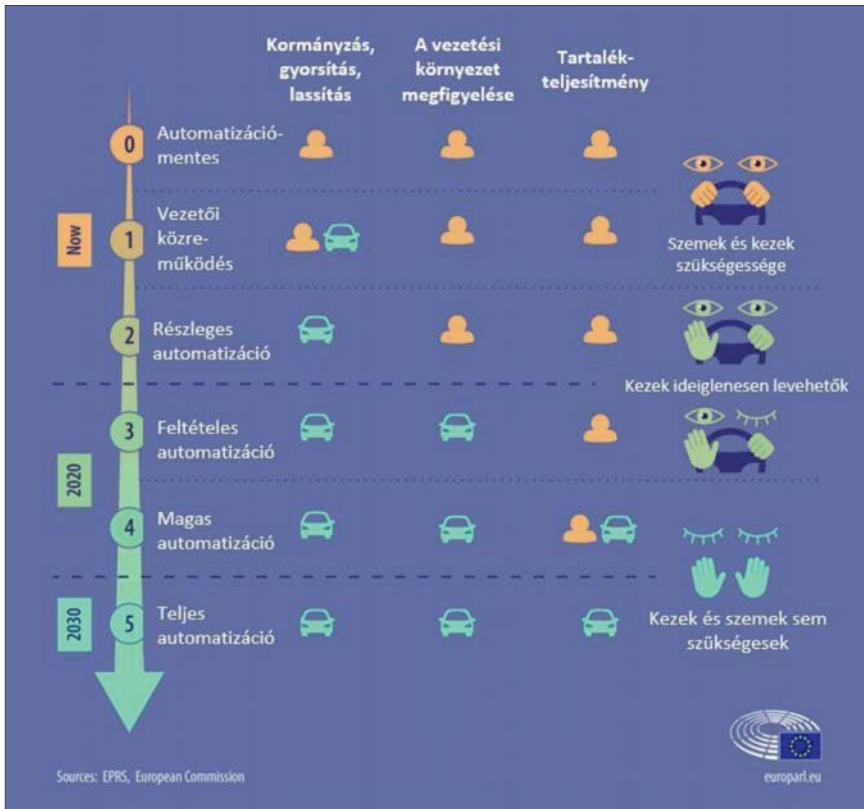 Kormányzás,
gyorsítás,
lassítás
A vezetési
környezet
megfigyelése
Tartalék-
teljesítmény
0
Automatizáció-
mentes
Now
1
Vezetői
közre-
működés
Szemek és kezek
szükségessége
2
Részleges
automatizáció
Kezek ideiglenesen levehetők
3
Feltételes
automatizáció
2020
4
Magas
automatizáció
2030
5
Teljes
automatizáció
Kezek és szemek sem
szükségesek
Sources: EPRS, European Commission
europarl.eu